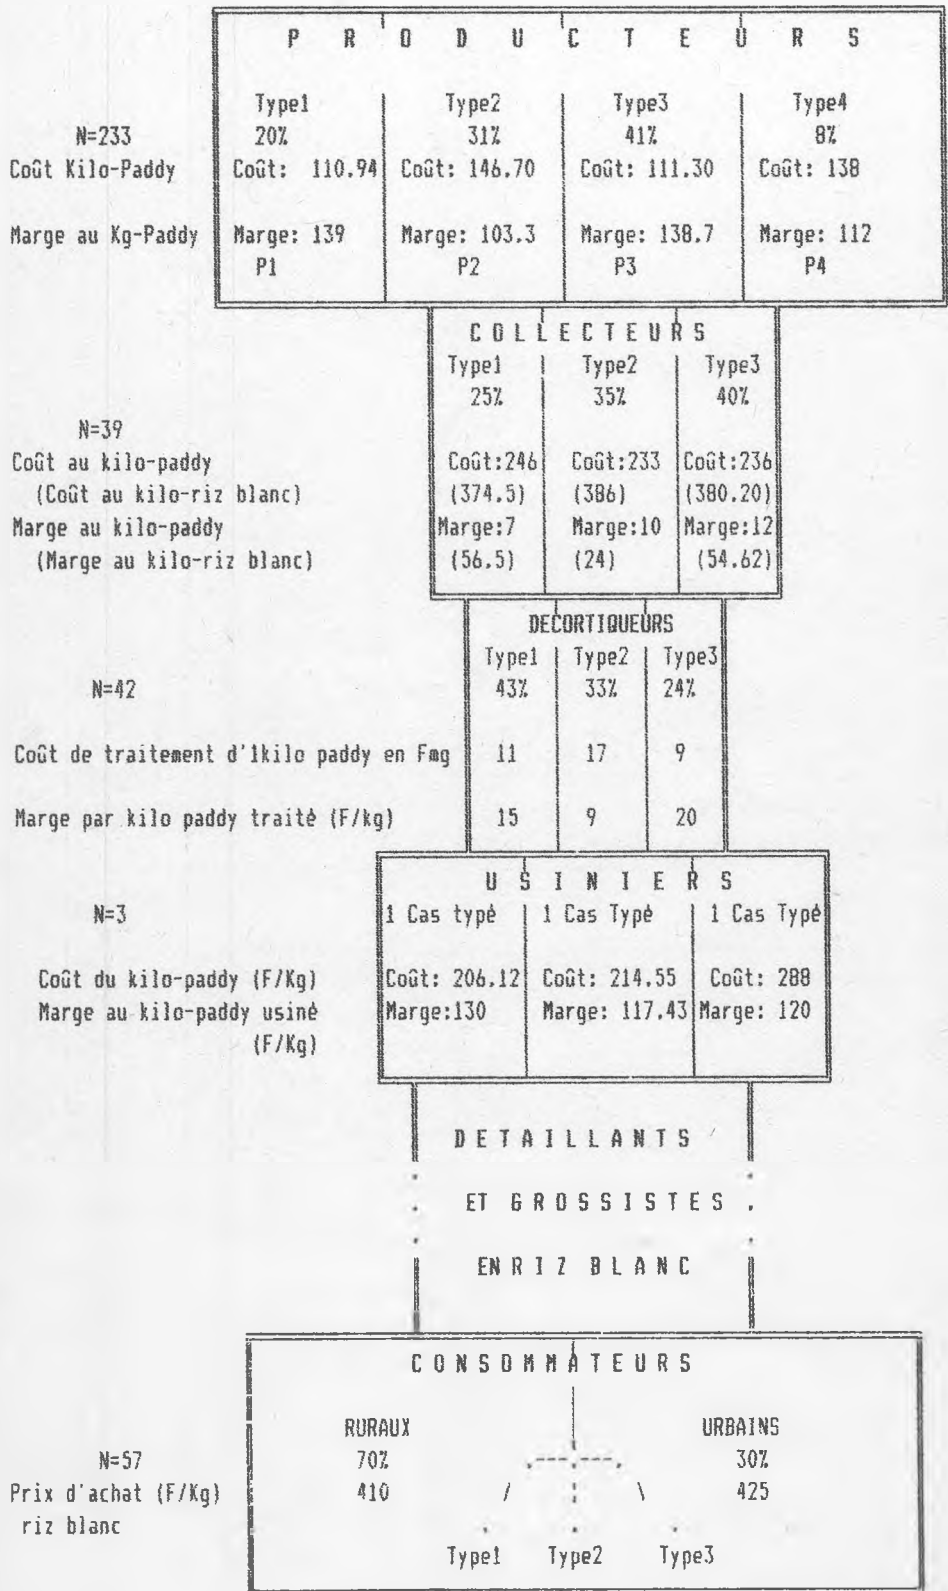 P R O D U C T E U R S
Type1 Type2 Type3 Type4
N=233 20% 31% 41% 8%
Coût Kilo-Paddy Coût: 110.94 Coût: 146.70 Coût: 111.30 Coût: 138
Marge au Kg-Paddy Marge: 139 Marge: 103.3 Marge: 138.7 Marge: 112
P1 P2 P3 P4
C O L L E C T E U R S
Type1 Type2 Type3
25% 35% 40%
N=39
Coût au kilo-paddy Coût:246 Coût:233 Coût:236
(Coût au kilo-riz blanc) (374.5) (386) (380.20)
Marge au kilo-paddy Marge:7 Marge:10 Marge:12
(Marge au kilo-riz blanc) (56.5) (24) (54.62)
DECORTIQUEURS
Type1 Type2 Type3
N=42 43% 33% 24%
Coût de traitement d'1kilo paddy en Fmg 11 17 9
Marge par kilo paddy traité (F/kg) 15 9 20
U S I N I E R S
N=3 1 Cas typé 1 Cas Typé 1 Cas Typé
Coût du kilo-paddy (F/Kg) Coût: 206.12 Coût: 214.55 Coût: 288
Marge au kilo-paddy usiné Marge:130 Marge: 117.43 Marge: 120
(F/Kg)
D E T A I L L A N T S
ET G R O S S I S T E S
EN R I Z B L A N C
C O N S O M M A T E U R S
RURAUX URBAINS
N=57 70% 30%
Prix d'achat (F/Kg) 410 425
riz blanc
Type1 Type2 Type3